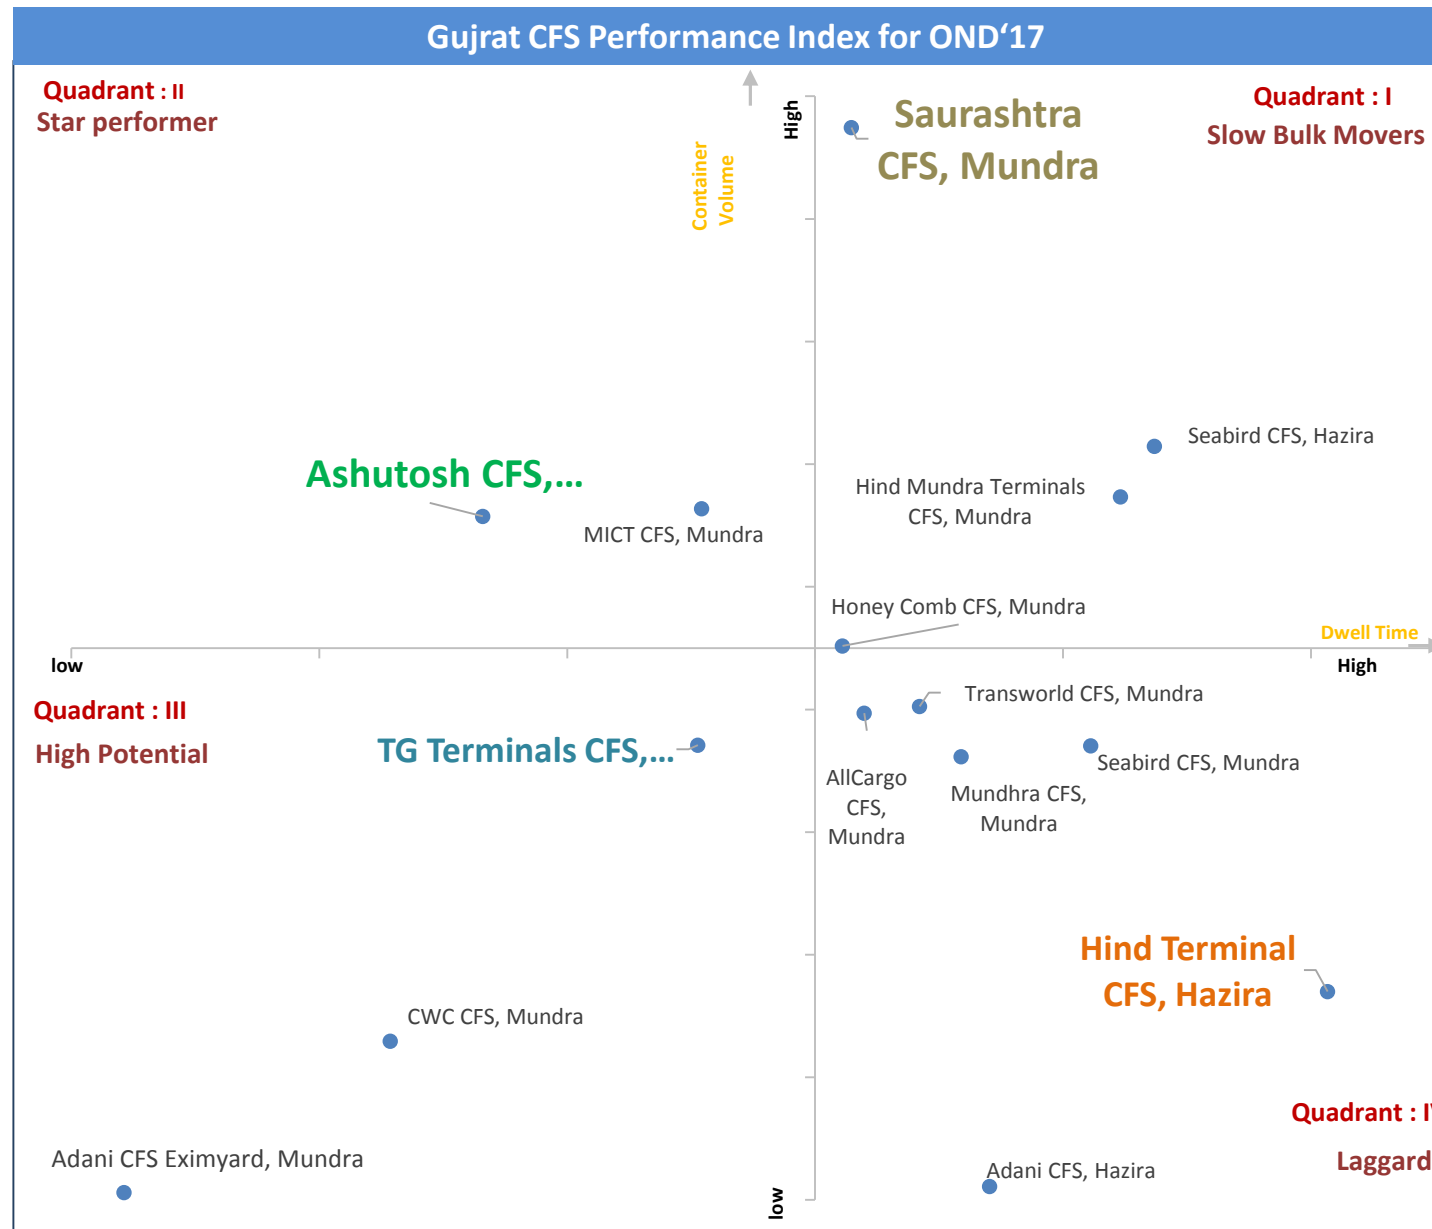 Gujrat CFS Performance Index for OND‘17
Quadrant : II
Star performer
Container
Volume
High
Saurashtra
CFS, Mundra
Quadrant : I
Slow Bulk Movers
Seabird CFS, Hazira
Ashutosh CFS,...
Hind Mundra Terminals
CFS, Mundra
MICT CFS, Mundra
Honey Comb CFS, Mundra
Dwell Time
low
High
Quadrant : III
High Potential
TG Terminals CFS,...
Transworld CFS, Mundra
Seabird CFS, Mundra
AllCargo
CFS,
Mundra
Mundhra CFS,
Mundra
Hind Terminal
CFS, Hazira
CWC CFS, Mundra
Quadrant : IV
Laggard
Adani CFS Eximyard, Mundra
Adani CFS, Hazira
low